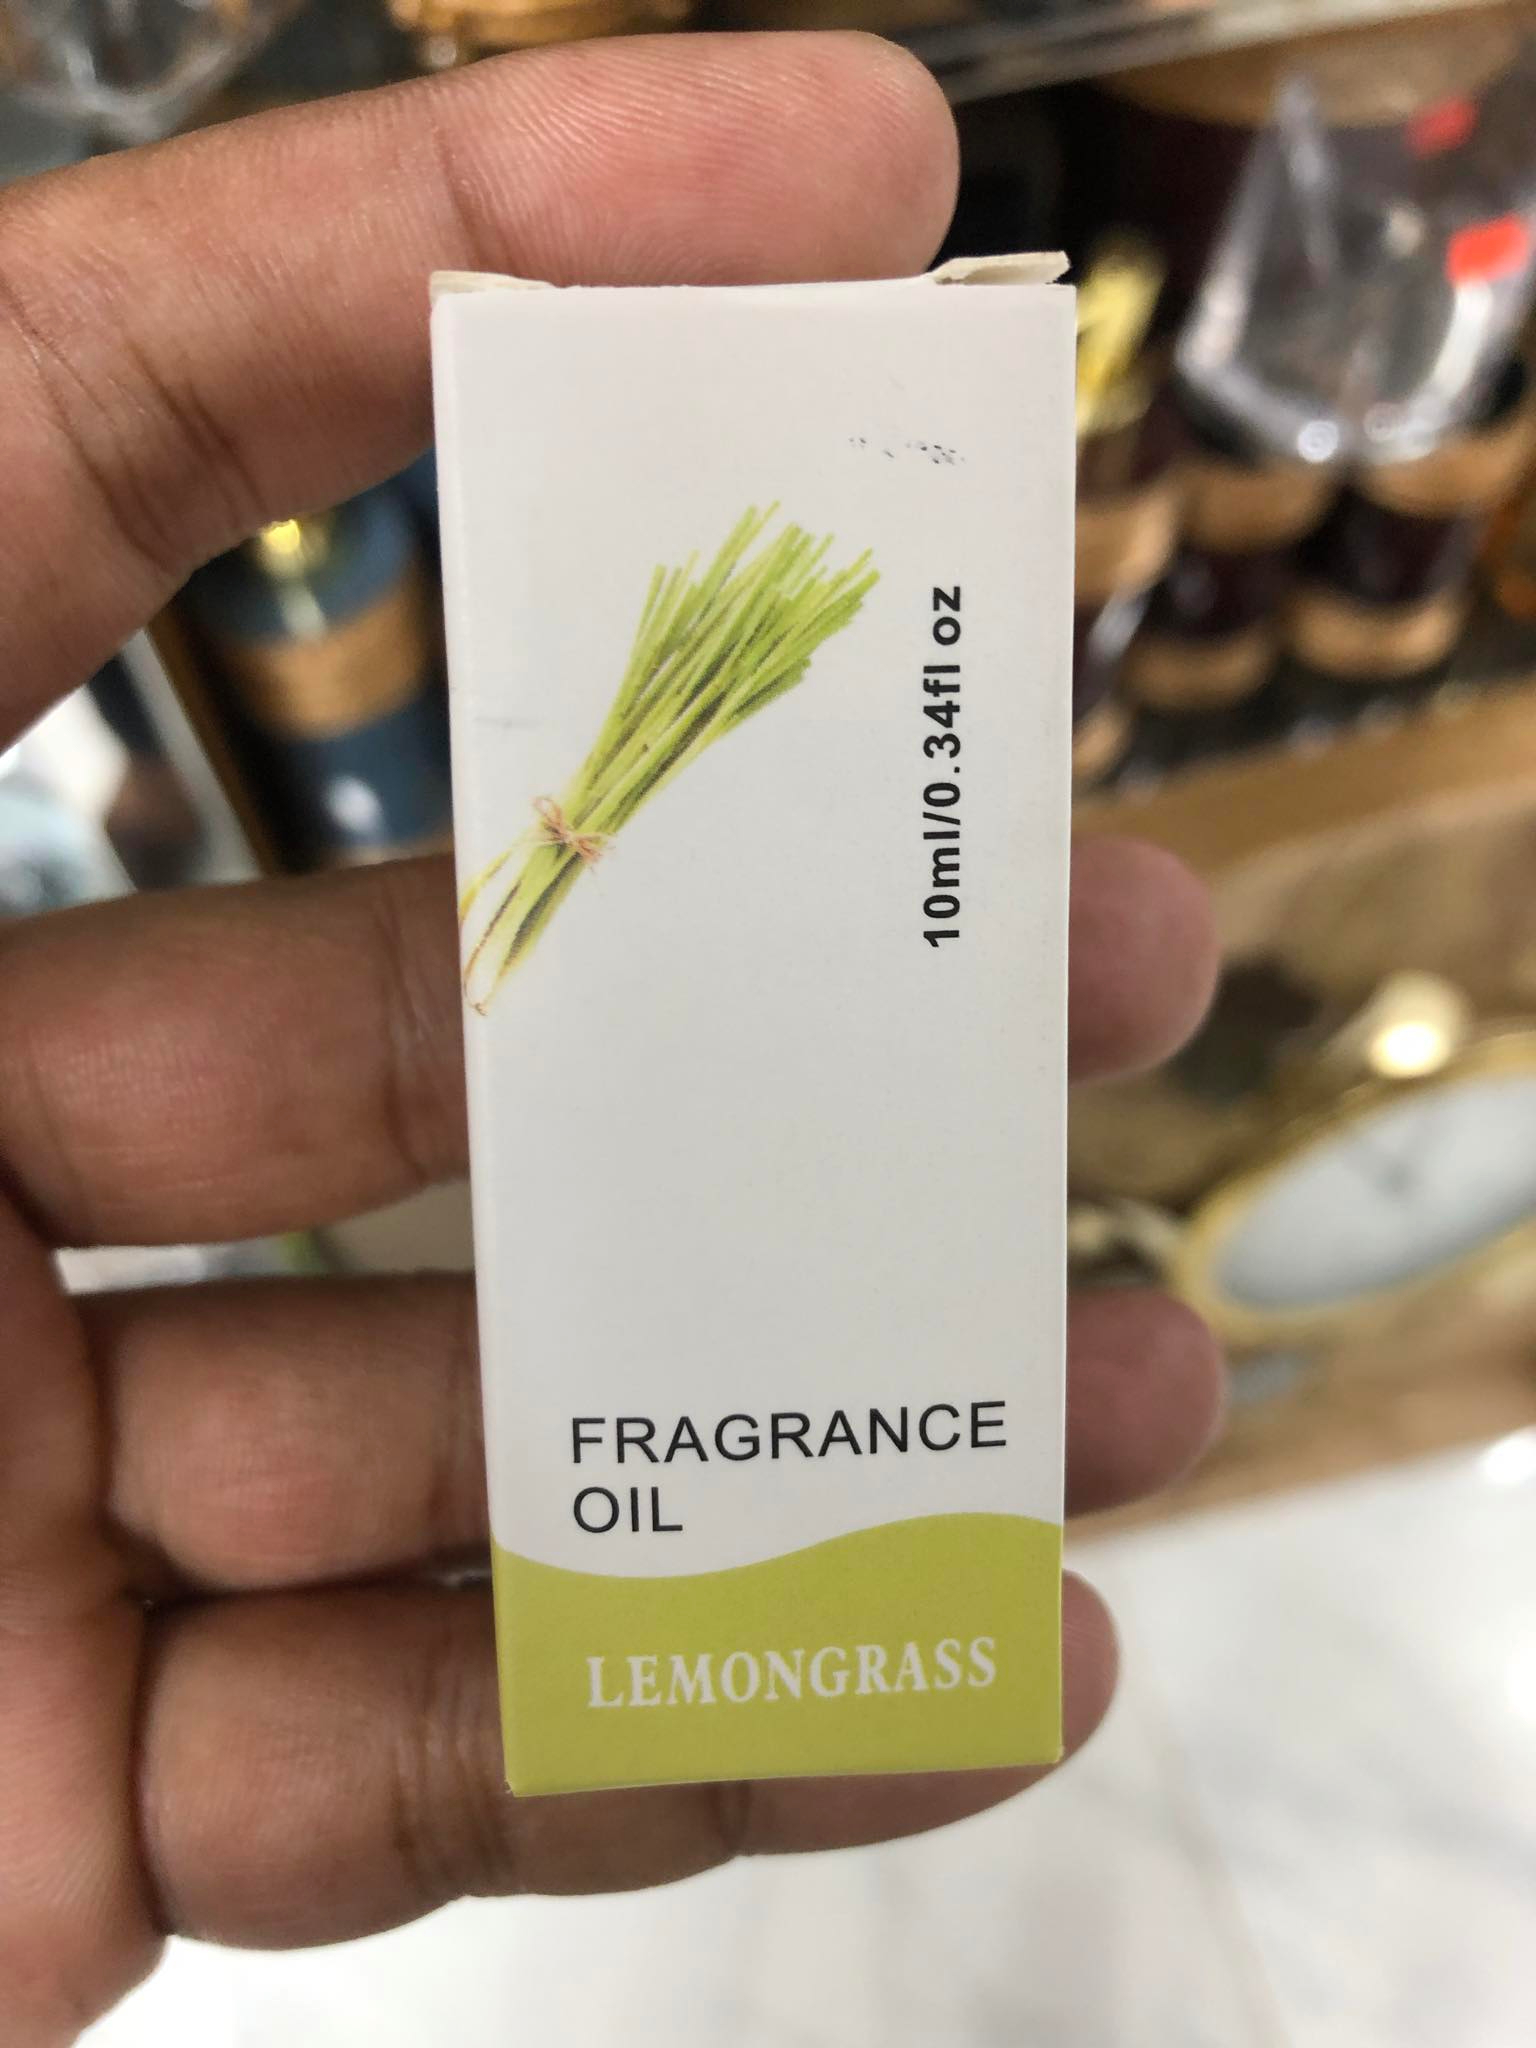 10ml/0.34fl oz
FRAGRANCE
OIL
LEMONGRASS